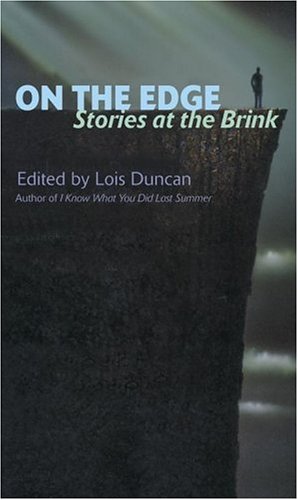 ON THE EDGE
Stories at the Brink
Edited by Lois Duncan
Author of I Know What You Did Last Summer